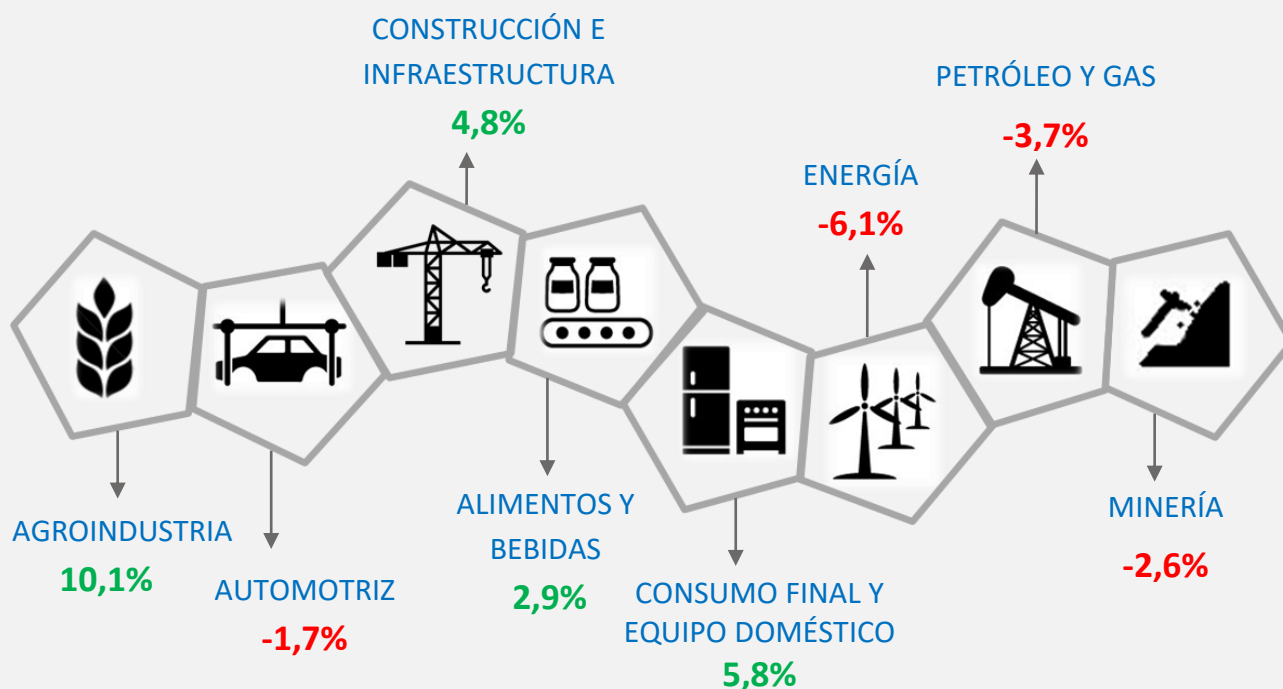 CONSTRUCCIÓN E
INFRAESTRUCTURA
4,8%
PETRÓLEO Y GAS
-3,7%
ENERGÍA
-6,1%
AGROINDUSTRIA
10,1%
AUTOMOTRIZ
-1,7%
ALIMENTOS Y
BEBIDAS
2,9%
CONSUMO FINAL Y
EQUIPO DOMÉSTICO
5,8%
MINERÍA
-2,6%